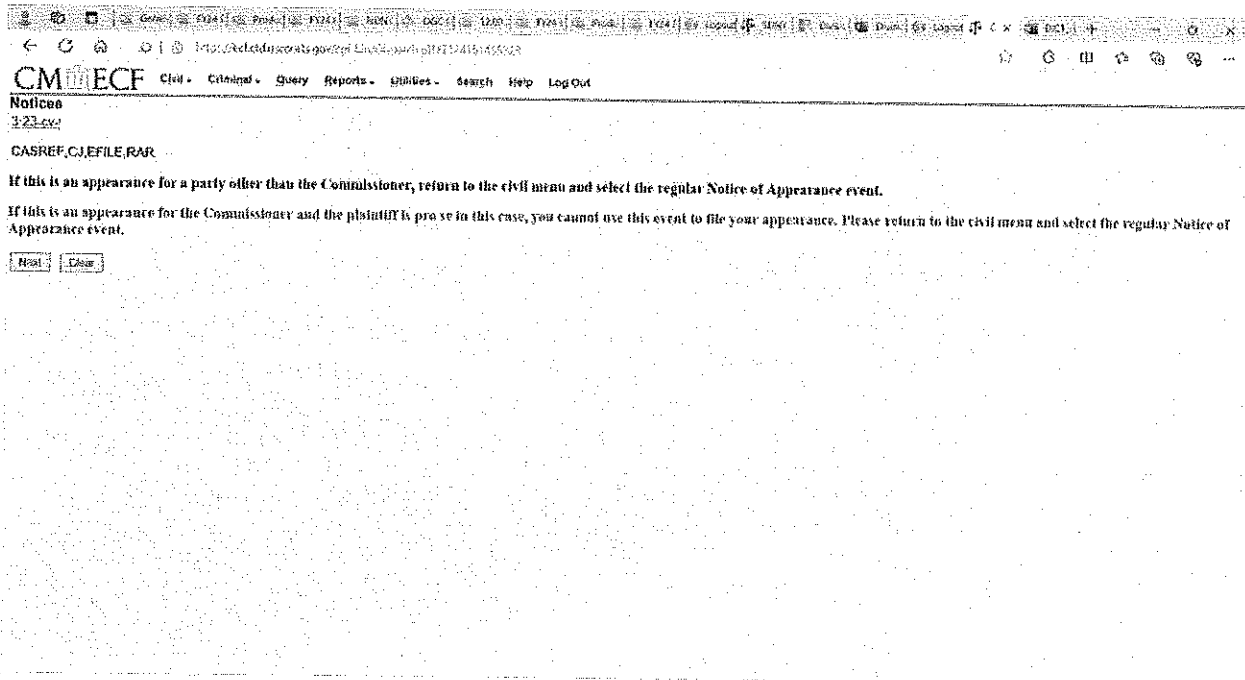 CM ECF Civil Criminal Query Reports Utilities Search Help Log Out
Notices
3:23-cv-
CASREF,CJ,EFILE,RAR
If this is an appearance for a party other than the Commissioner, return to the civil menu and select the regular Notice of Appearance event.
If this is an appearance for the Commissioner and the plaintiff is pro se in this case, you cannot use this event to file your appearance. Please return to the civil menu and select the regular Notice of
Appearance event.
Next Clear